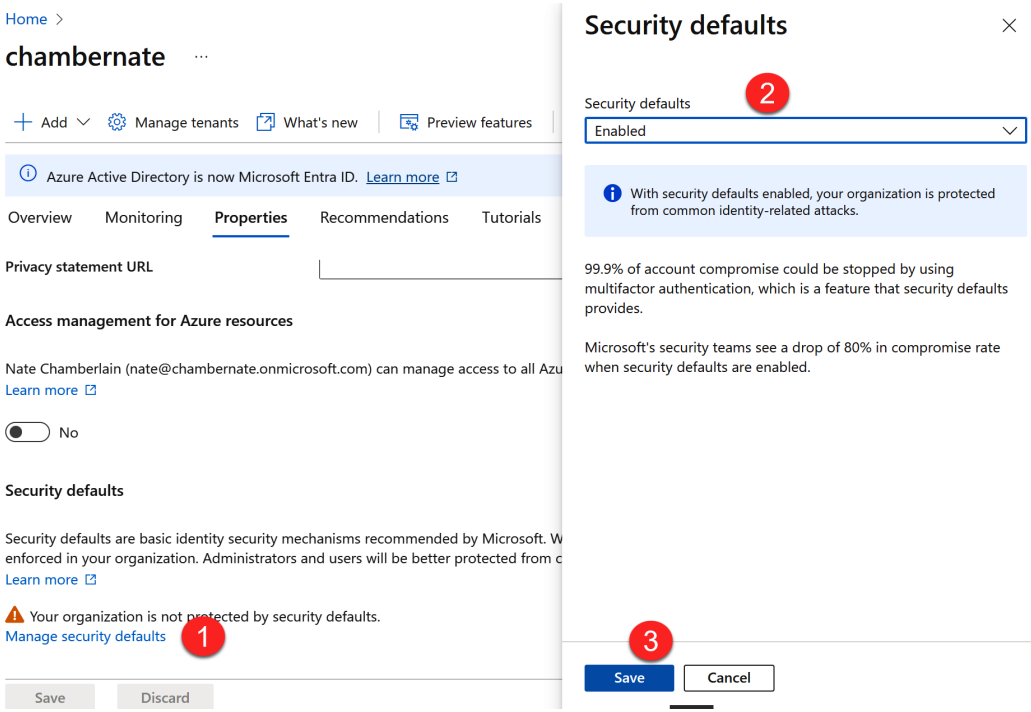 Home
chambernate ...
Add
Manage tenants
What's new
Preview features
Azure Active Directory is now Microsoft Entra ID. Learn more
Overview
Monitoring
Properties
Recommendations
Tutorials
Privacy statement URL
Access management for Azure resources
Nate Chamberlain (nate@chambernate.onmicrosoft.com) can manage access to all Azu
Learn more
No
Security defaults
Security defaults are basic identity security mechanisms recommended by Microsoft. W
enforced in your organization. Administrators and users will be better protected from c
Learn more
Your organization is not protected by security defaults.
Manage security defaults
1
Save
Discard
Security defaults
Security defaults
2
Enabled
With security defaults enabled, your organization is protected
from common identity-related attacks.
99.9% of account compromise could be stopped by using
multifactor authentication, which is a feature that security defaults
provides.
Microsoft's security teams see a drop of 80% in compromise rate
when security defaults are enabled.
3
Save
Cancel